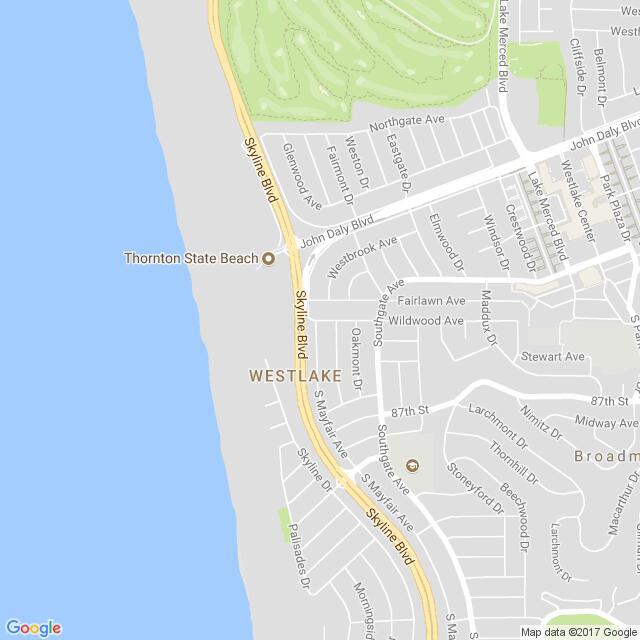 Lake Merced Blvd
Westh
Cliffside Dr
Belmont Dr
Northgate Ave
John Daly Blvd
Skyline Blvd
Glenwood Ave
Fairmont Dr
Weston Dr
Eastgate Dr
Lake Merced Blvd
Westlake Center
Park Plaza Dr
Crestwood Dr
Windsor Dr
Elmwood Dr
John Daly Blvd
Westbrook Ave
Thornton State Beach
Skyline Blvd
Southgate Ave
Fairlawn Ave
Wildwood Ave
Maddux Dr
S Park
Oakmont Dr
Stewart Ave
WESTLAKE
S Mayfair Ave
87th St
87th St
Larchmont Dr
Nimitz Dr
Midway Ave
Southgate Ave
Thornhill Dr
Broadm
Skyline Dr
S Mayfair Ave
Stoneyford Dr
Beechwood Dr
Macarthur Dr
Skyline Blvd
Palisades Dr
Larchmont Dr
Morningsid
S Ma
Google
Map data ©2017 Google